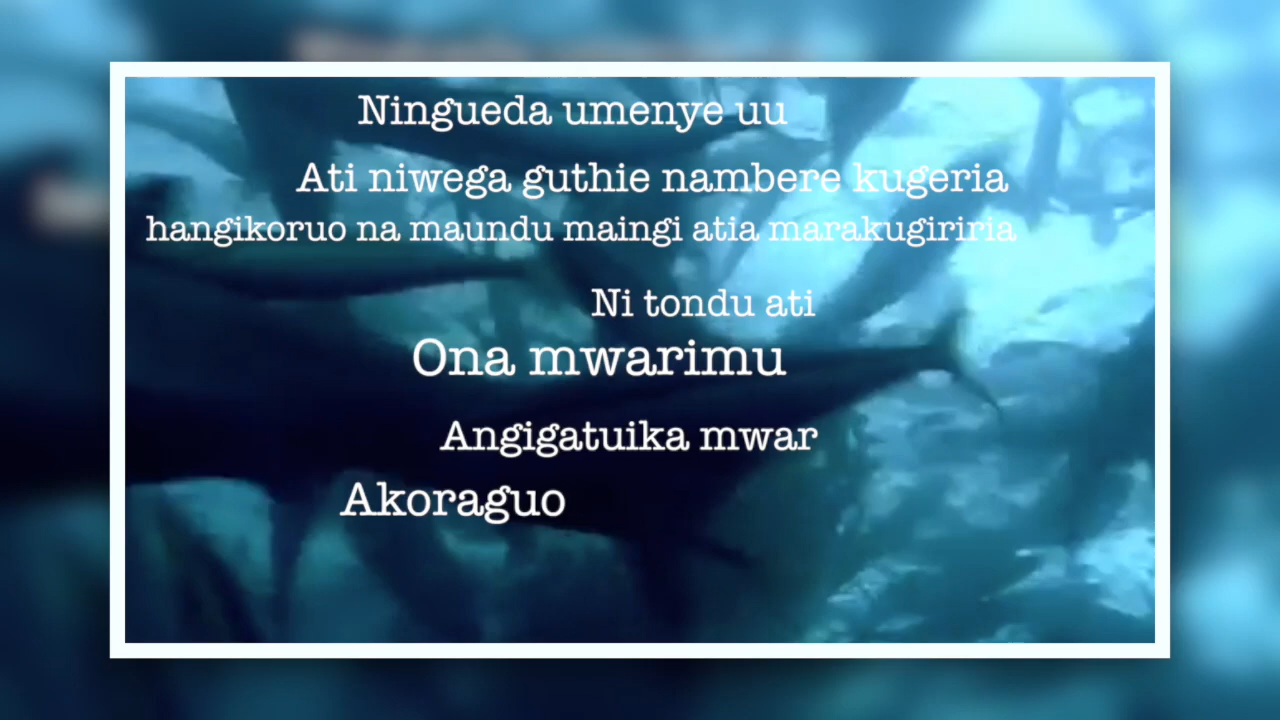 Ningueda umenye uu
Ati niwega guthie nambere kugeria
hangikoruo na maundu maingi atia marakugiriria
Ni tondu ati
Ona mwarimu
Angigatuika mwar
Akoraguo